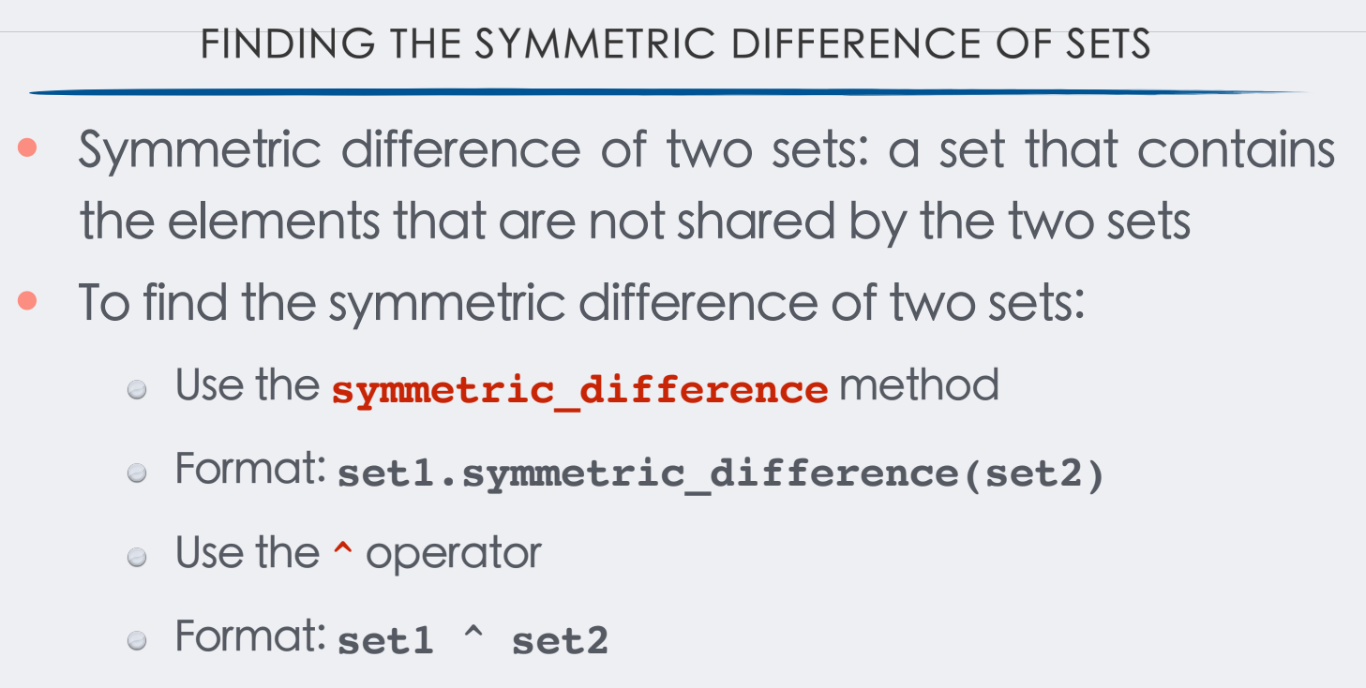 FINDING THE SYMMETRIC DIFFERENCE OF SETS
Symmetric difference of two sets: a set that contains
the elements that are not shared by the two sets
To find the symmetric difference of two sets:
Use the symmetric_difference method
Format: set1.symmetric_difference(set2)
Use the ^ operator
Format: set1 ^ set2